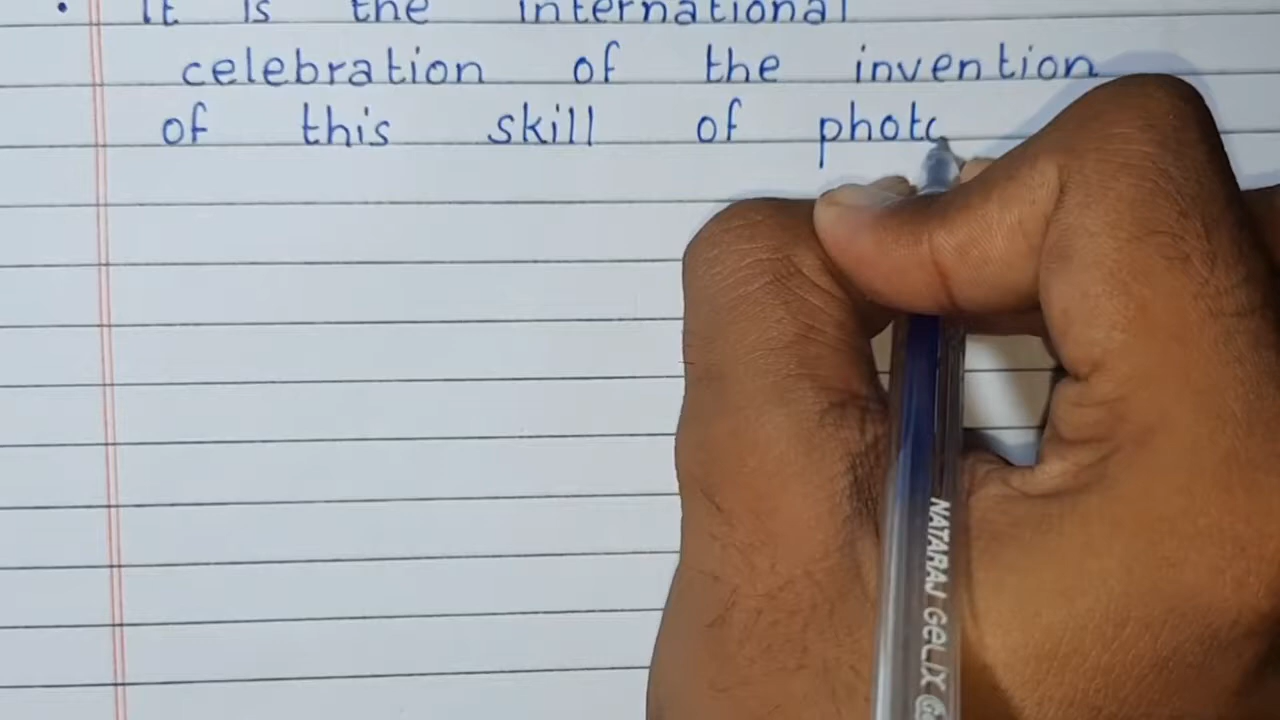 • It is the international
celebration of the invention
of this skill of photo
NATARAJ GELIX